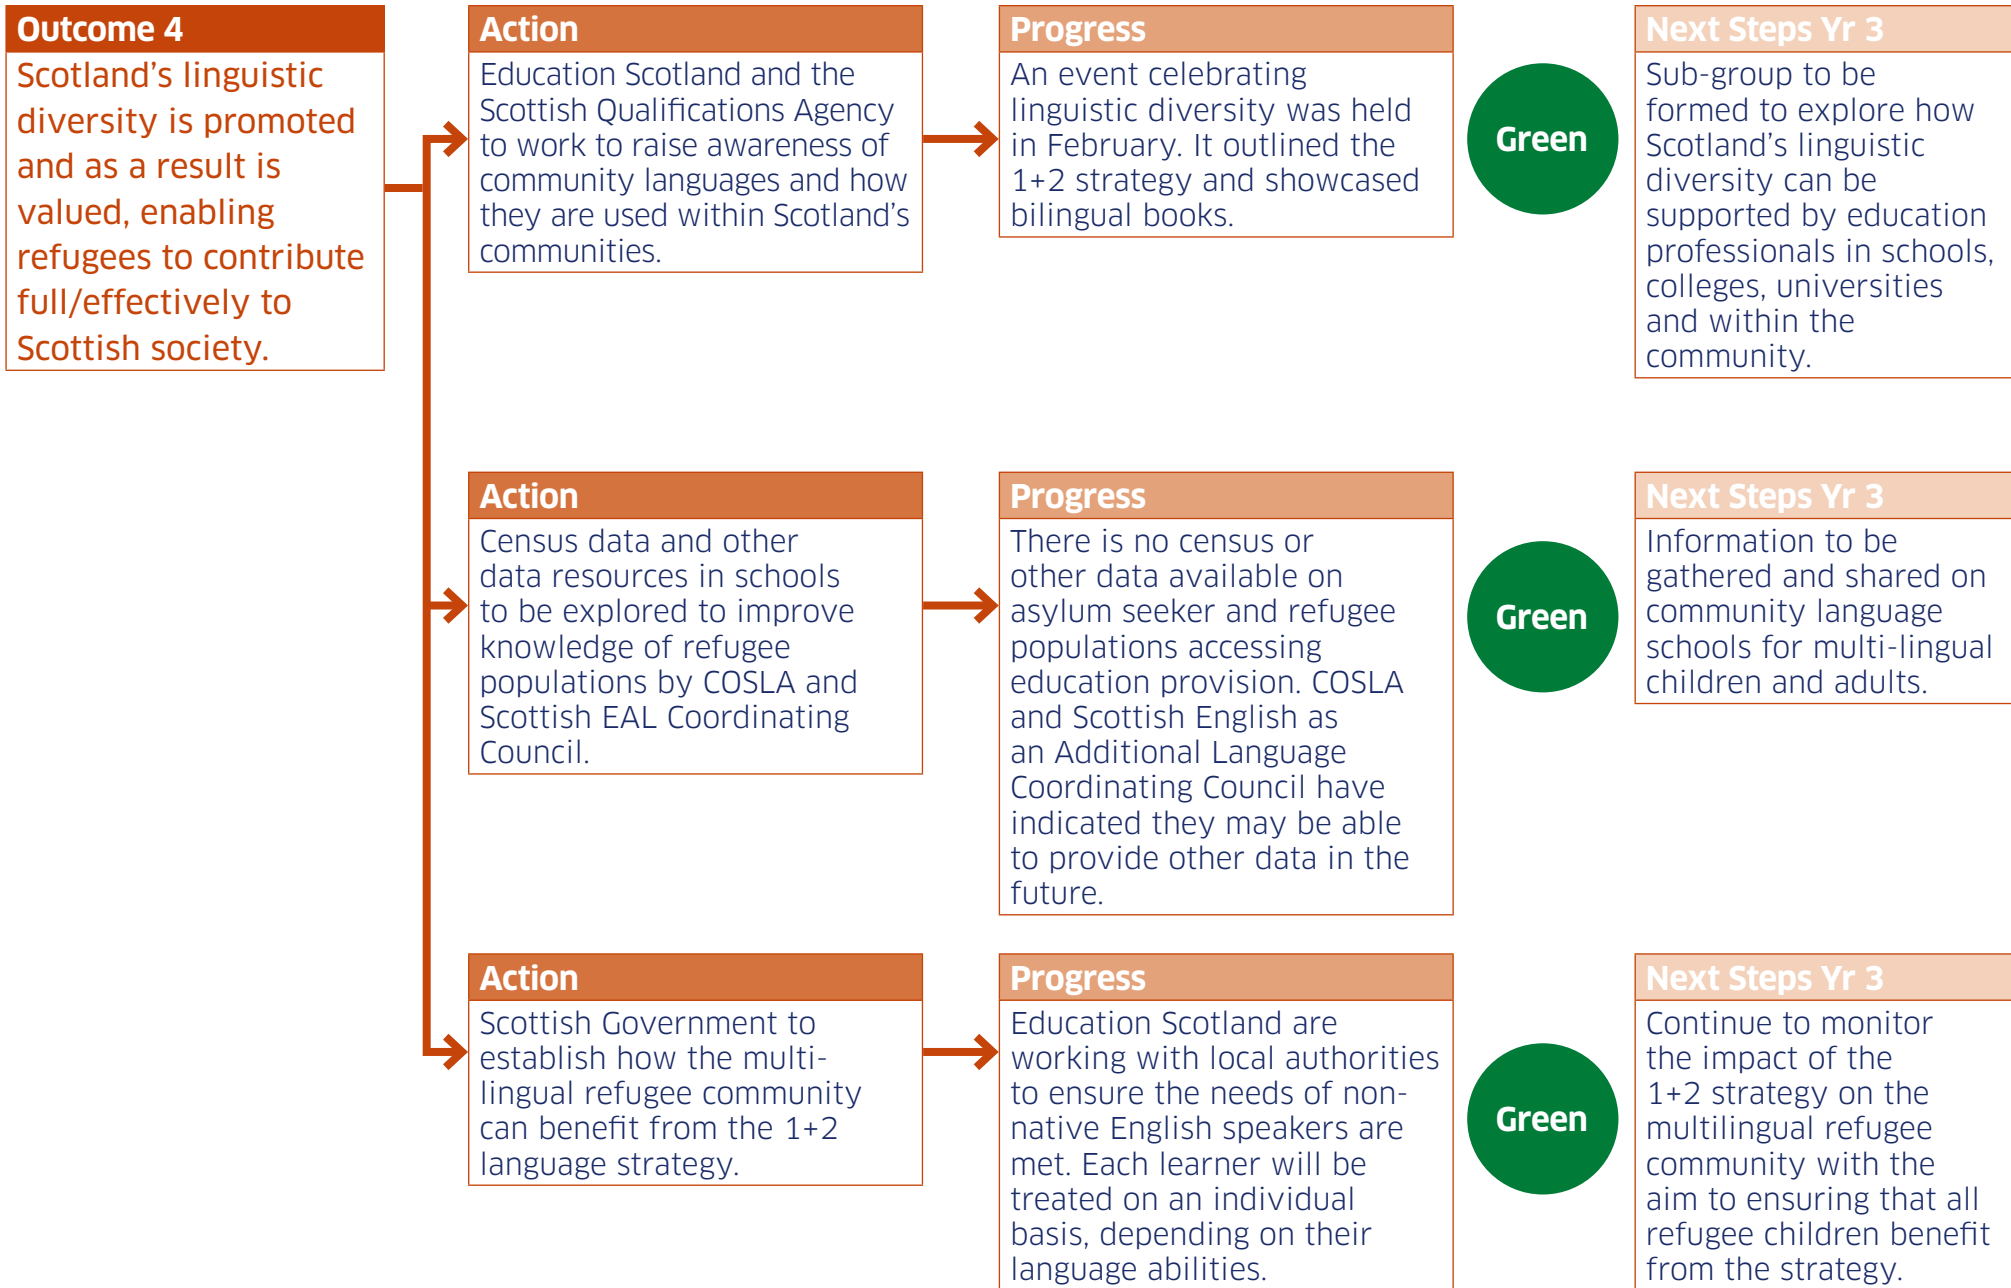 Outcome 4
Scotland’s linguistic
diversity is promoted
and as a result is
valued, enabling
refugees to contribute
full/effectively to
Scottish society.
Action
Education Scotland and the
Scottish Qualifications Agency
to work to raise awareness of
community languages and how
they are used within Scotland’s
communities.
Progress
An event celebrating
linguistic diversity was held
in February. It outlined the
1+2 strategy and showcased
bilingual books.
Green
Next Steps Yr 3
Sub-group to be
formed to explore how
Scotland’s linguistic
diversity can be
supported by education
professionals in schools,
colleges, universities
and within the
community.
Action
Census data and other
data resources in schools
to be explored to improve
knowledge of refugee
populations by COSLA and
Scottish EAL Coordinating
Council.
Progress
There is no census or
other data available on
asylum seeker and refugee
populations accessing
education provision. COSLA
and Scottish English as
an Additional Language
Coordinating Council have
indicated they may be able
to provide other data in the
future.
Green
Next Steps Yr 3
Information to be
gathered and shared on
community language
schools for multi-lingual
children and adults.
Action
Scottish Government to
establish how the multi-
lingual refugee community
can benefit from the 1+2
language strategy.
Progress
Education Scotland are
working with local authorities
to ensure the needs of non-
native English speakers are
met. Each learner will be
treated on an individual
basis, depending on their
language abilities.
Green
Next Steps Yr 3
Continue to monitor
the impact of the
1+2 strategy on the
multilingual refugee
community with the
aim to ensuring that all
refugee children benefit
from the strategy.